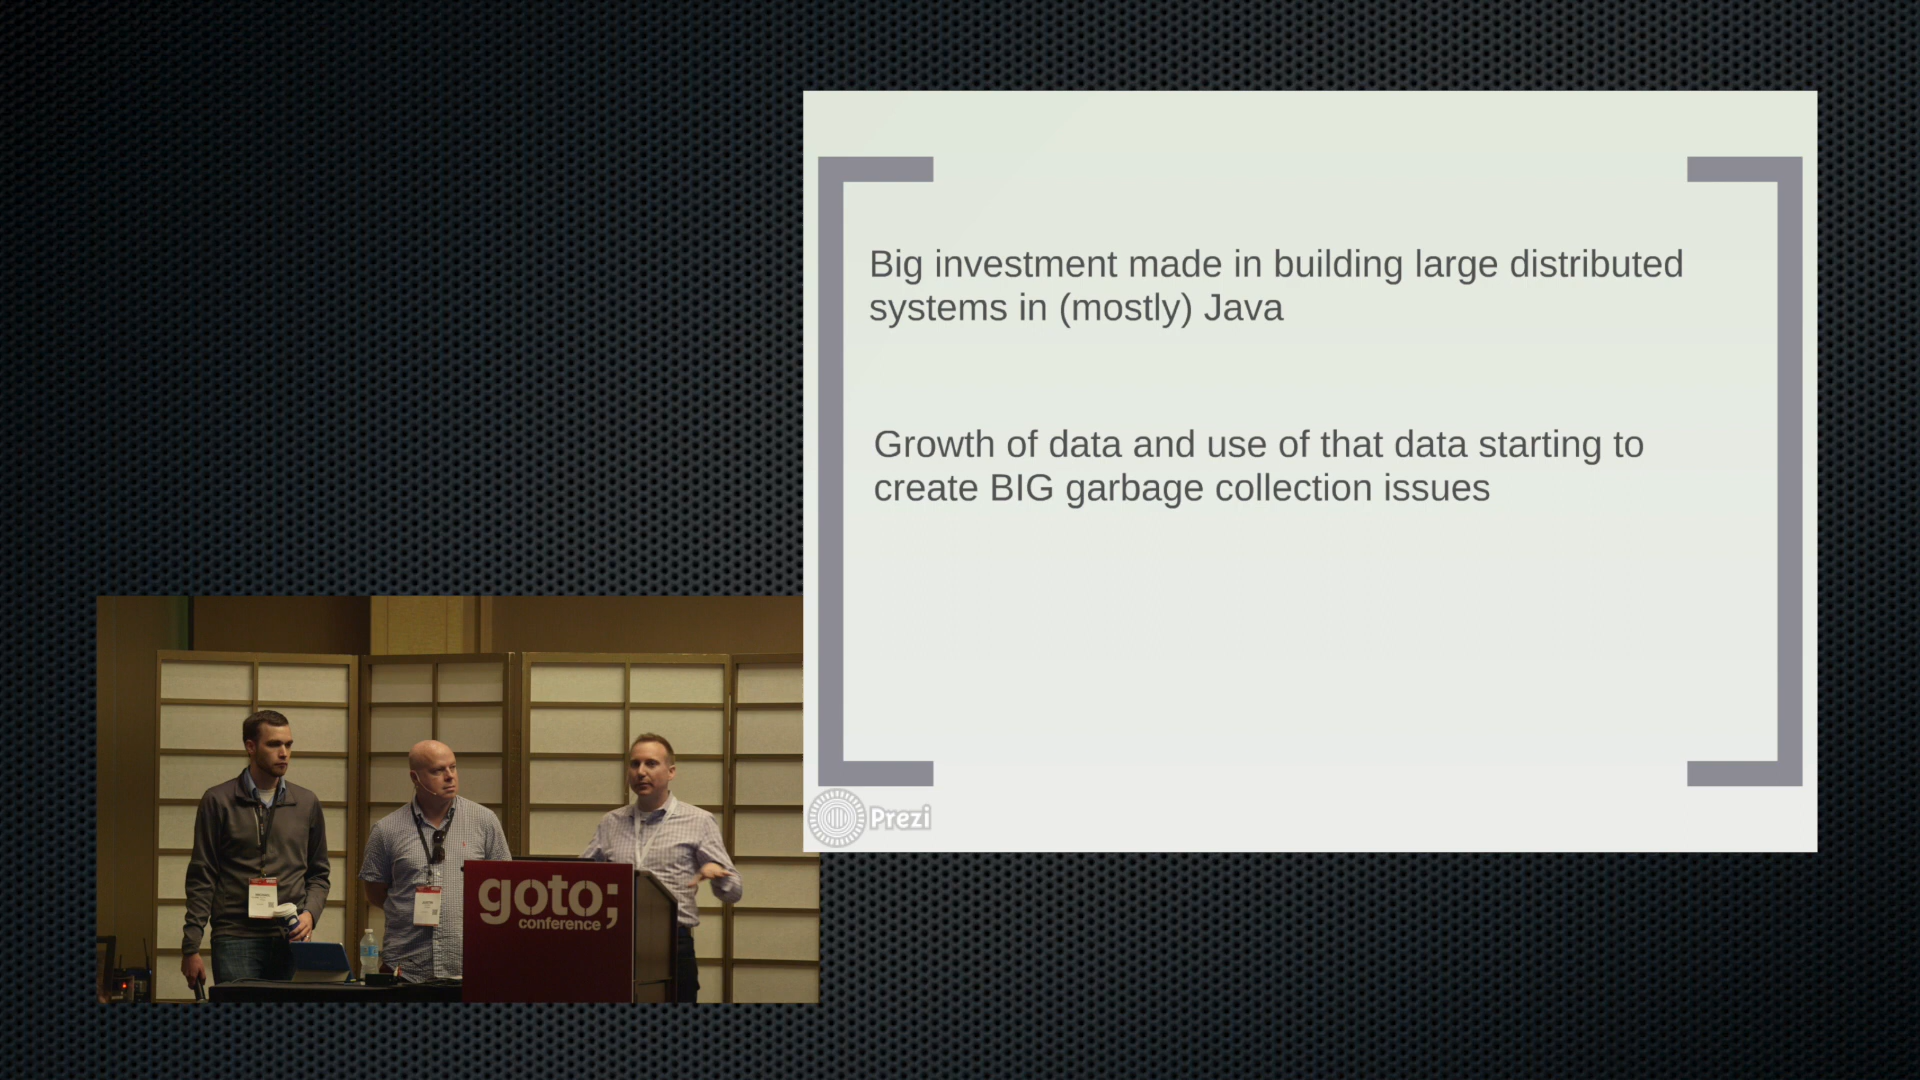 Big investment made in building large distributed
systems in (mostly) Java
Growth of data and use of that data starting to
create BIG garbage collection issues
Prezi
goto;
conference